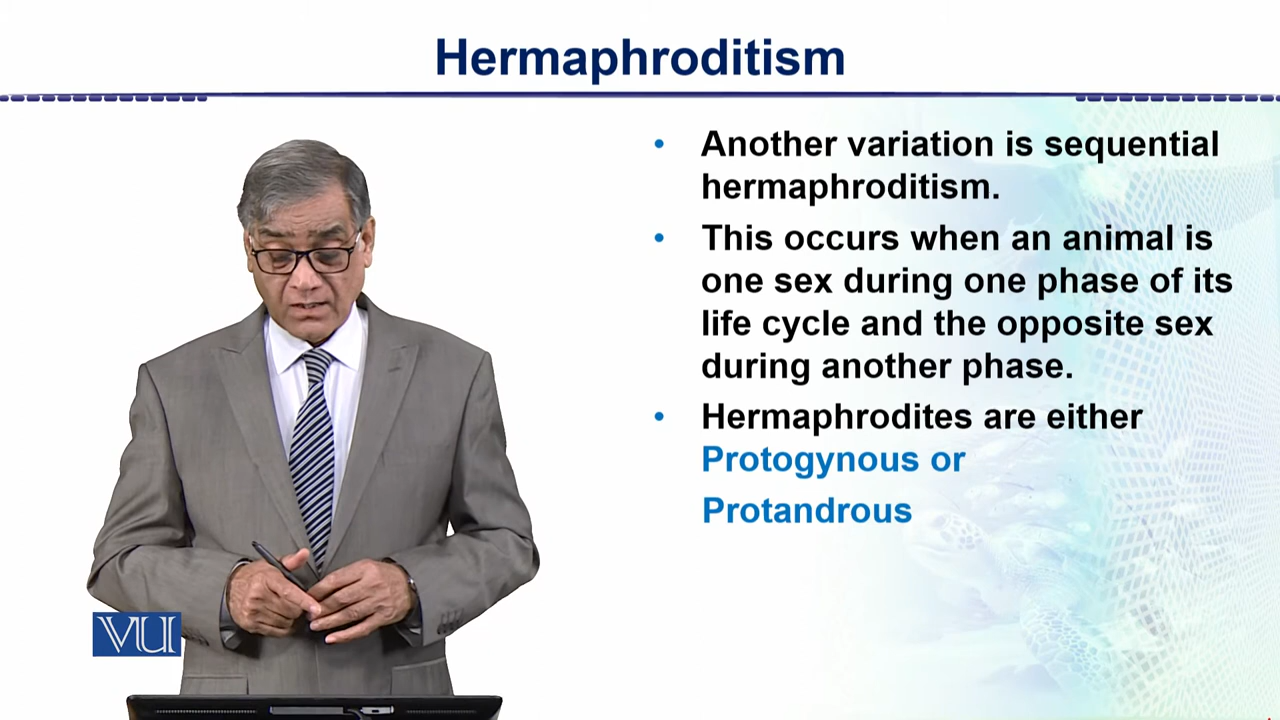 Hermaphroditism
• Another variation is sequential
hermaphroditism.
• This occurs when an animal is
one sex during one phase of its
life cycle and the opposite sex
during another phase.
• Hermaphrodites are either
Protogynous or
Protandrous
VU